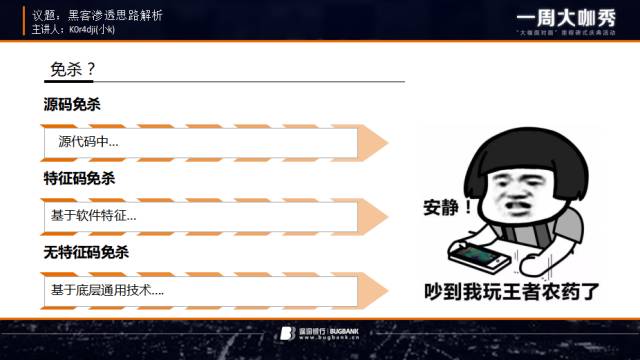 议题：黑客渗透思路解析
主讲人：K0r4dji(小k)
一周大咖秀
"大咖面对面"里程碑式庆典活动
免杀？
源码免杀
源代码中...
特征码免杀
基于软件特征...
无特征码免杀
基于底层通用技术....
安静！
吵到我玩王者农药了
漏洞银行 | BUGBANK
www.bugbank.cn